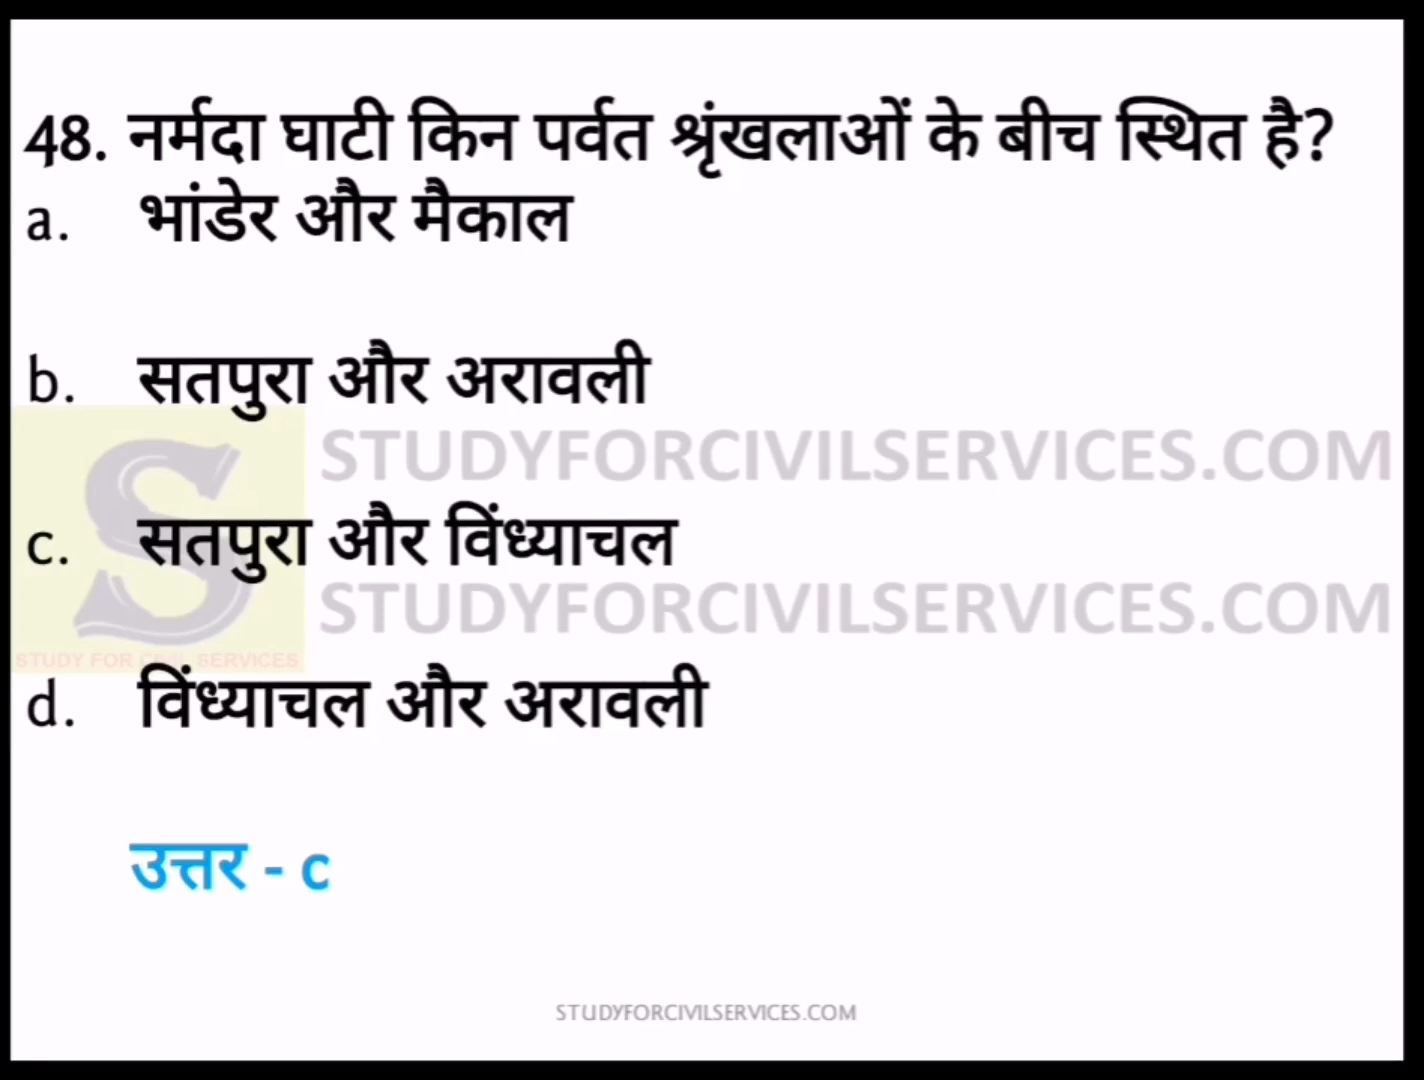 48. नर्मदा घाटी किन पर्वत श्रृंखलाओं के बीच स्थित है?
a. भांडेर और मैकाल
b. सतपुरा और अरावली
STUDYFORCIVILSERVICES.COM
c. सतपुरा और विंध्याचल
STUDYFORCIVILSERVICES.COM
STUDY FOR CIVIL SERVICES
d. विंध्याचल और अरावली
उत्तर - c
STUDYFORCIVILSERVICES.COM